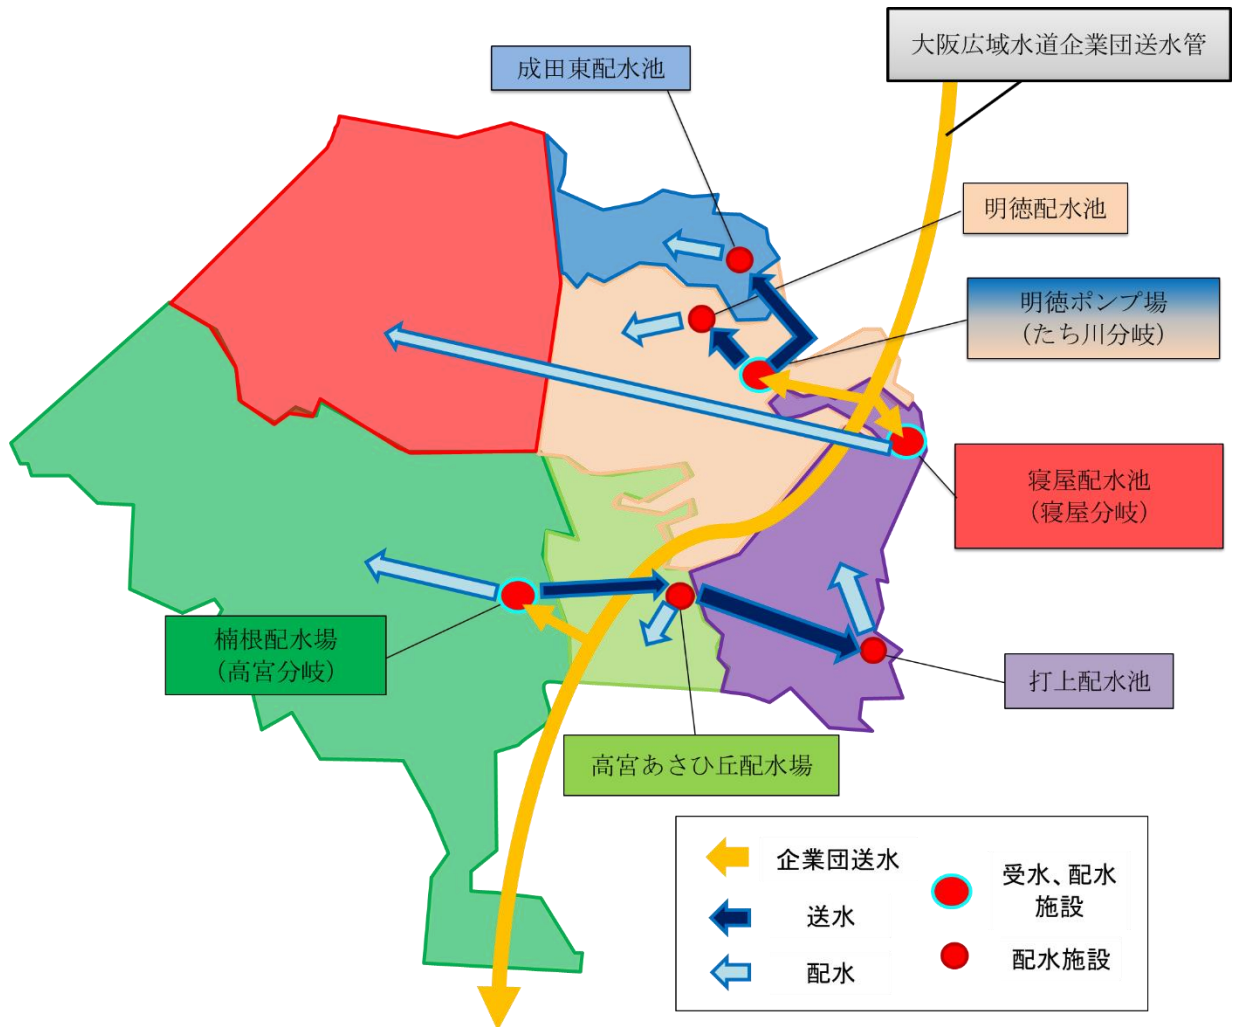 大阪広域水道企業団送水管
成田東配水池
明徳配水池
明徳ポンプ場
（たち川分岐）
寝屋配水池
（寝屋分岐）
楠根配水場
（高宮分岐）
打上配水池
高宮あさひ丘配水場
企業団送水
送水
配水
受水、配水
施設
配水施設